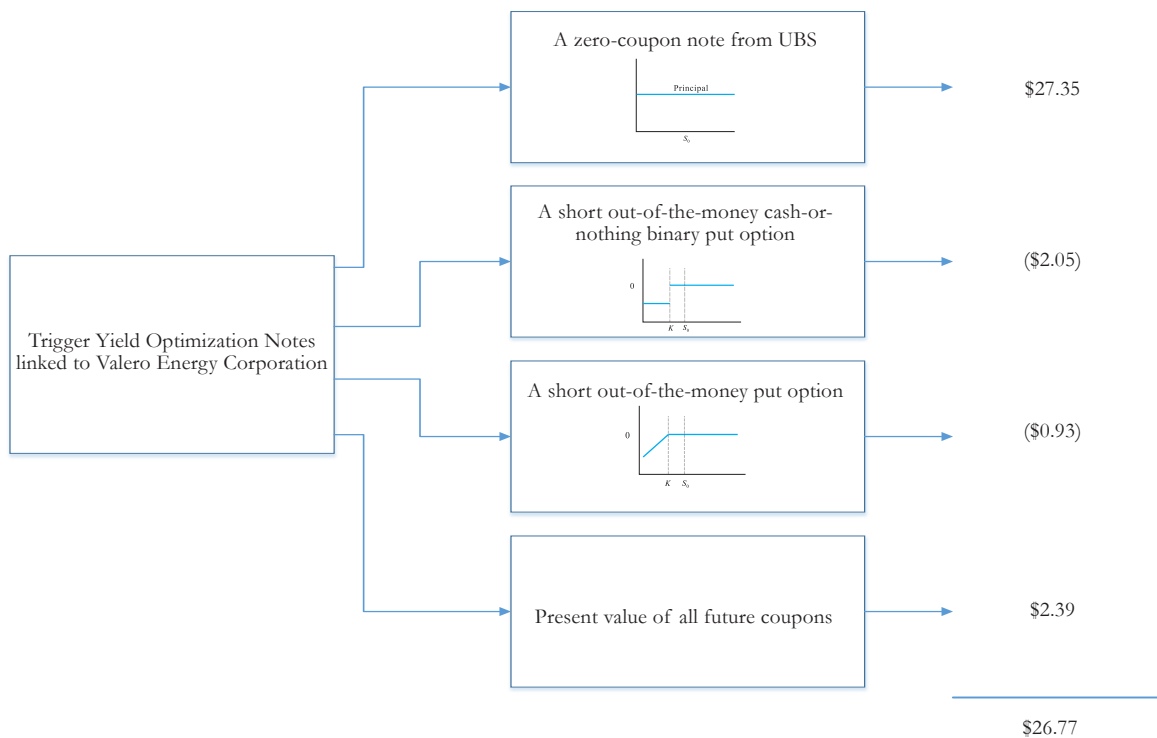 A zero-coupon note from UBS
Principal
S0
$27.35
A short out-of-the-money cash-or-
nothing binary put option
0
K S0
($2.05)
Trigger Yield Optimization Notes
linked to Valero Energy Corporation
A short out-of-the-money put option
0
K S0
($0.93)
Present value of all future coupons
$2.39
$26.77